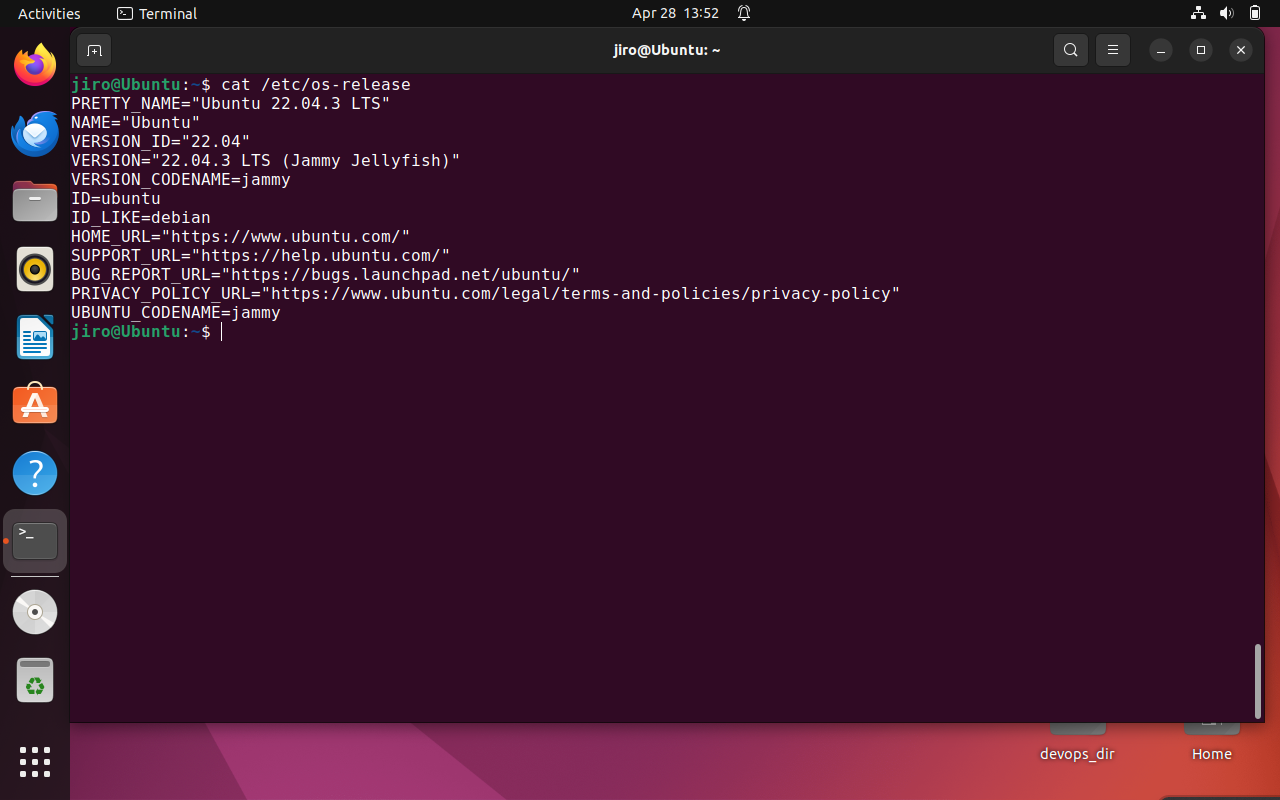 Activities Terminal Apr 28 13:52
jiro@Ubuntu: ~
jiro@Ubuntu:~$ cat /etc/os-release
PRETTY_NAME="Ubuntu 22.04.3 LTS"
NAME="Ubuntu"
VERSION_ID="22.04"
VERSION="22.04.3 LTS (Jammy Jellyfish)"
VERSION_CODENAME=jammy
ID=ubuntu
ID_LIKE=debian
HOME_URL="https://www.ubuntu.com/"
SUPPORT_URL="https://help.ubuntu.com/"
BUG_REPORT_URL="https://bugs.launchpad.net/ubuntu/"
PRIVACY_POLICY_URL="https://www.ubuntu.com/legal/terms-and-policies/privacy-policy"
UBUNTU_CODENAME=jammy
jiro@Ubuntu:~$
devops_dir Home